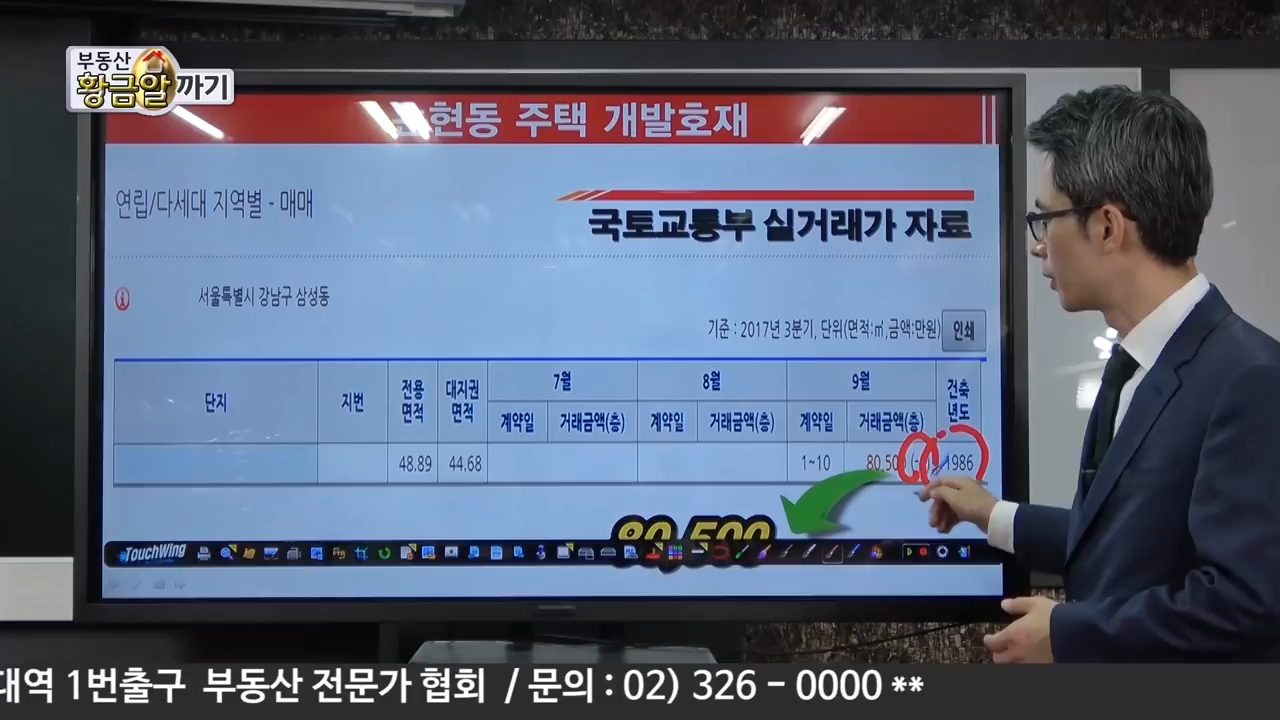 부동산
황금알까기
현동 주택 개발호재
연립/다세대 지역별 - 매매
국토교통부 실거래가 자료
서울특별시 강남구 삼성동
기준 : 2017년 3분기, 단위(면적:㎡,금액:만원)
인쇄
단지 지번 전용면적 대지권면적 7월 8월 9월 건축년도
계약일 거래금액(층) 계약일 거래금액(층) 계약일 거래금액(층)
48.89 44.68 1~10 80,50 1986
80,500
TouchWing
대역 1번출구 부동산 전문가 협회 / 문의 : 02) 326 - 0000 **